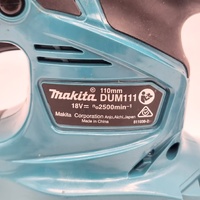 makita 110mm
DUM111
18V⎓ n₀2500min⁻¹
Makita Corporation Anjo, Aichi, Japan
MADE IN CHINA